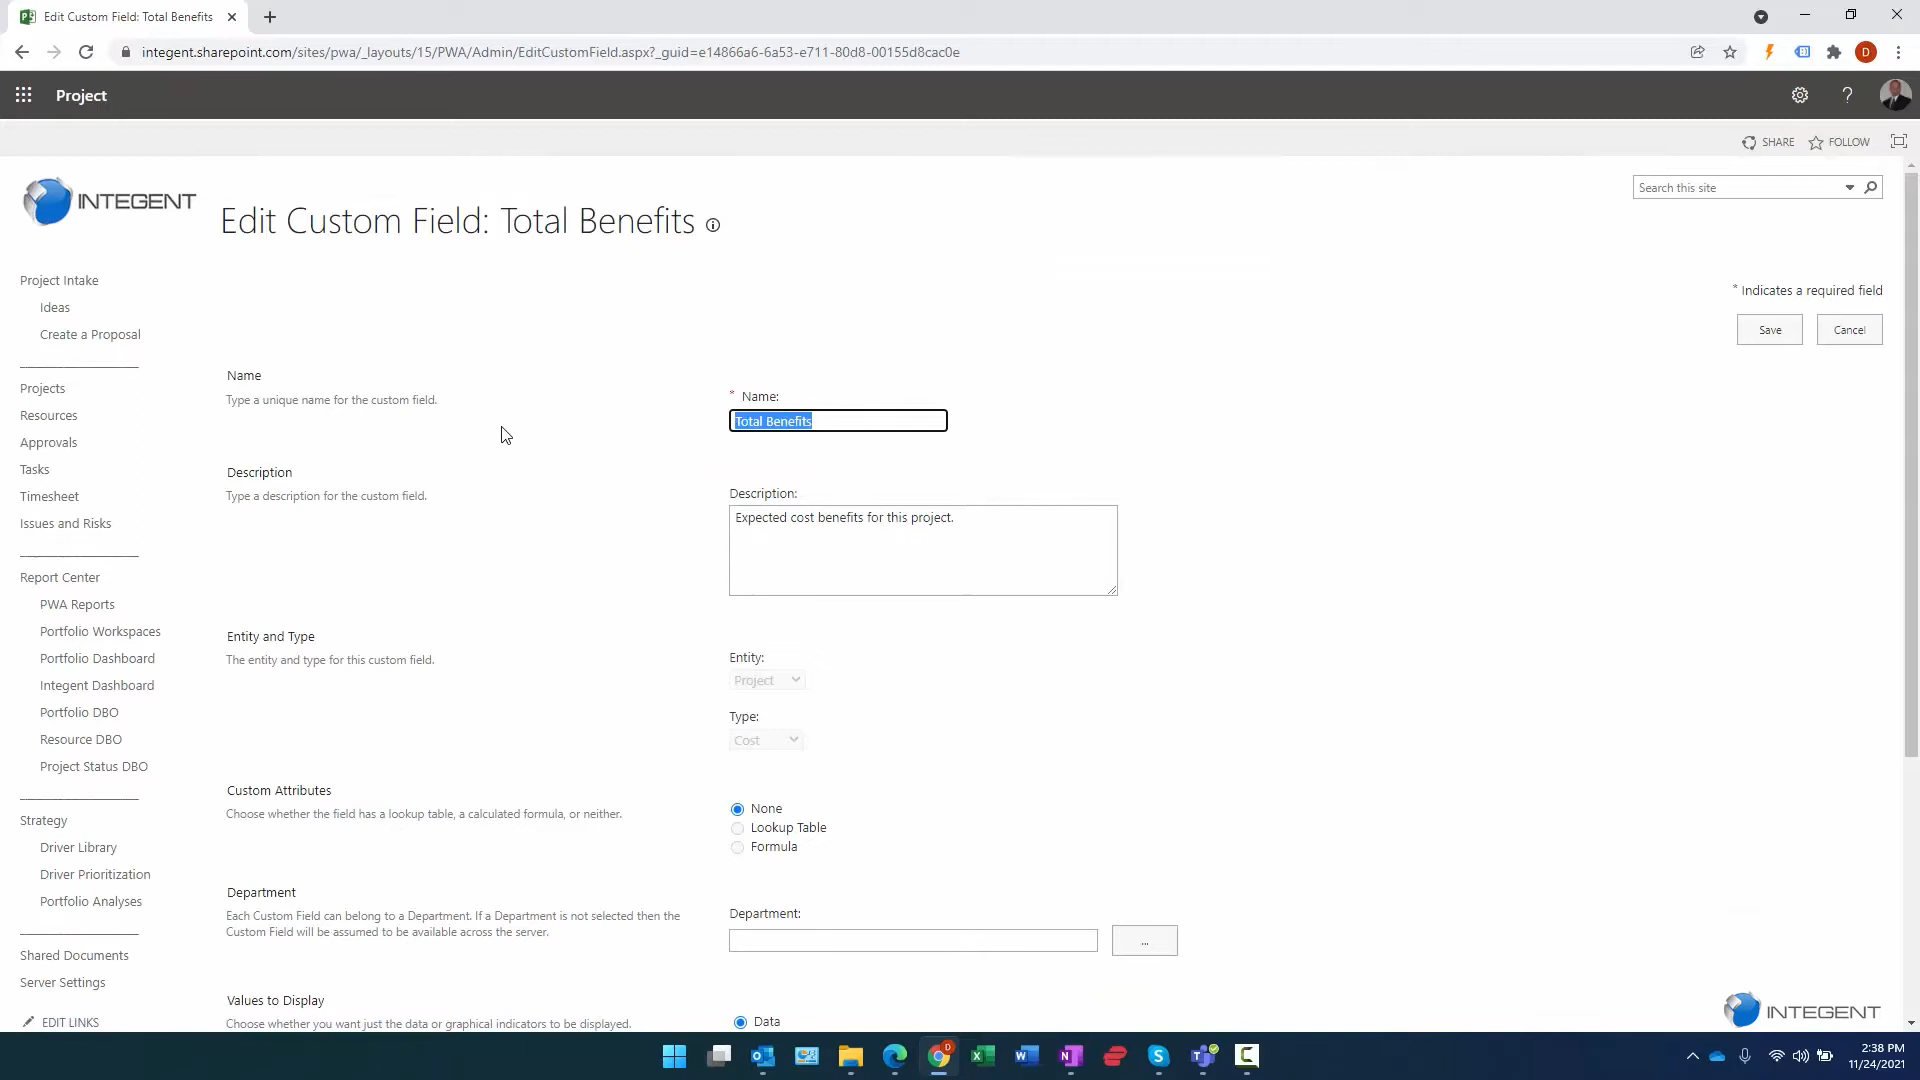 Edit Custom Field: Total Benefits
integent.sharepoint.com/sites/pwa/_layouts/15/PWA/Admin/EditCustomField.aspx?_guid=e14866a6-6a53-e711-80d8-00155d8cac0e
D
Project
?
SHARE FOLLOW
INTEGENT
Search this site
Edit Custom Field: Total Benefits
* Indicates a required field
Save Cancel
Project Intake
Ideas
Create a Proposal
Projects
Resources
Approvals
Tasks
Timesheet
Issues and Risks
Report Center
PWA Reports
Portfolio Workspaces
Portfolio Dashboard
Integent Dashboard
Portfolio DBO
Resource DBO
Project Status DBO
Strategy
Driver Library
Driver Prioritization
Portfolio Analyses
Shared Documents
Server Settings
EDIT LINKS
Name
Type a unique name for the custom field.
* Name:
Total Benefits
Description
Type a description for the custom field.
Description:
Expected cost benefits for this project.
Entity and Type
The entity and type for this custom field.
Entity:
Project
Type:
Cost
Custom Attributes
Choose whether the field has a lookup table, a calculated formula, or neither.
None
Lookup Table
Formula
Department
Each Custom Field can belong to a Department. If a Department is not selected then the
Custom Field will be assumed to be available across the server.
Department:
...
Values to Display
Choose whether you want just the data or graphical indicators to be displayed.
Data
INTEGENT
2:38 PM
11/24/2021